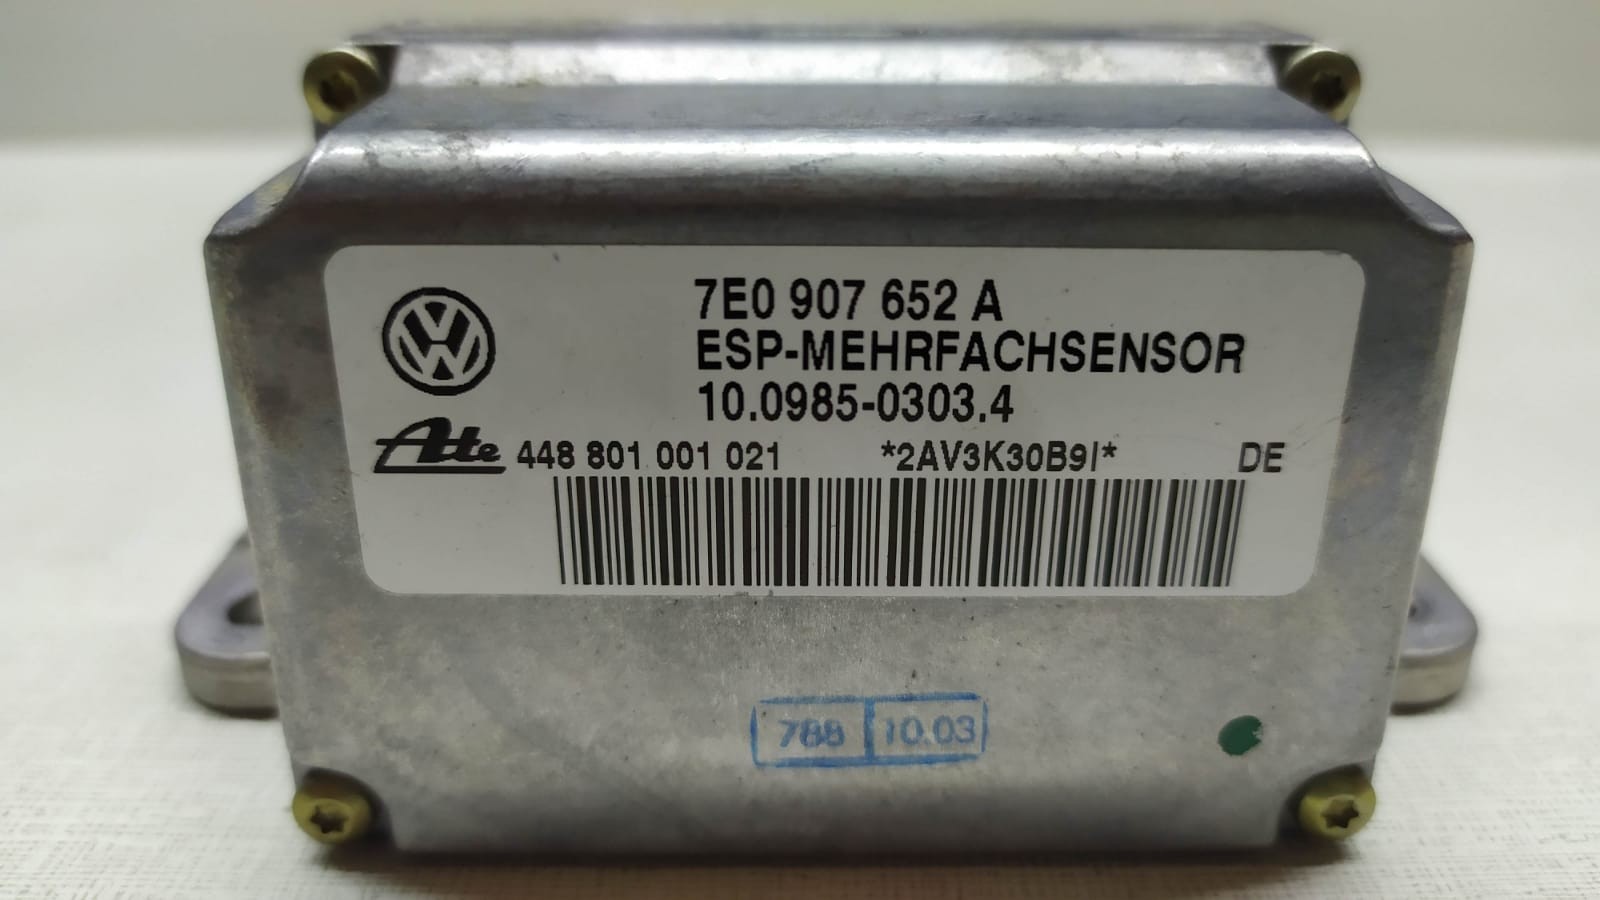 7E0 907 652 A
ESP-MEHRFACHSENSOR
10.0985-0303.4
Ate 448 801 001 021 *2AV3K30B9I* DE
788 10.03